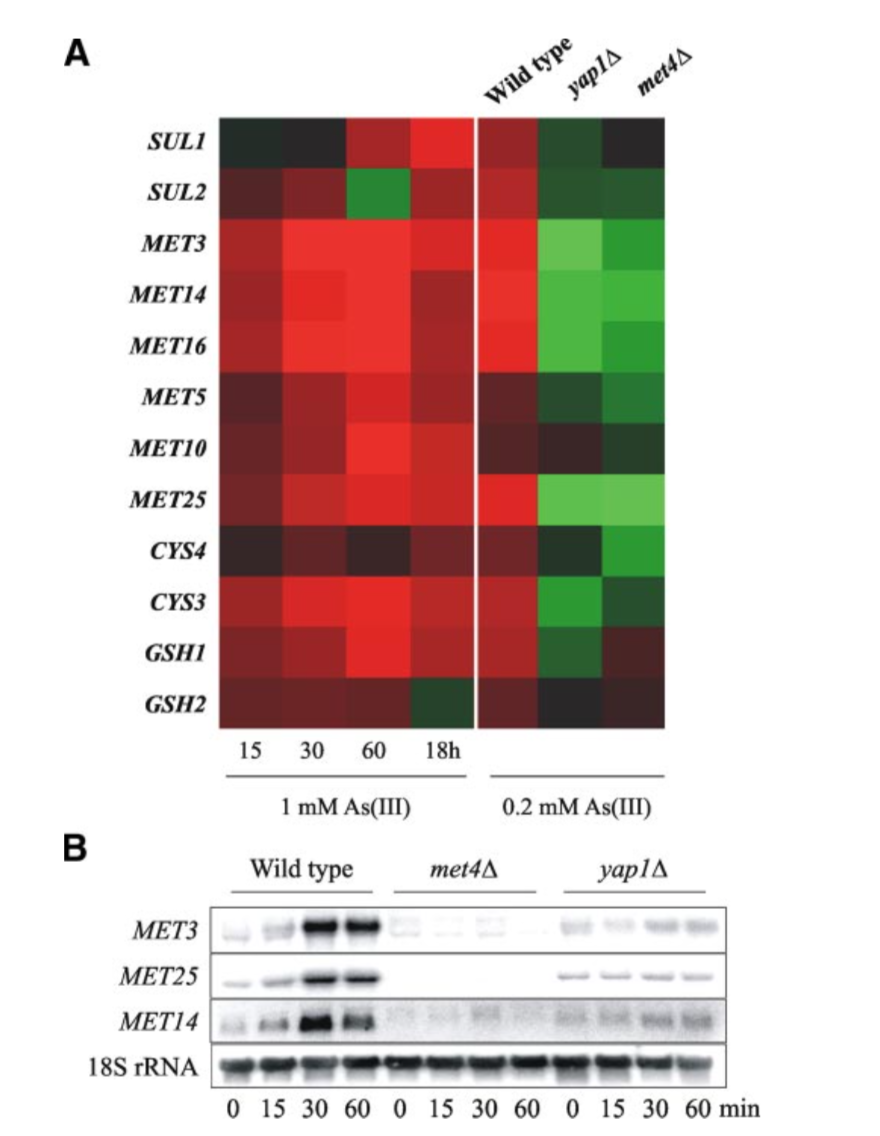 A
Wild type yap1Δ met4Δ
SUL1
SUL2
MET3
MET14
MET16
MET5
MET10
MET25
CYS4
CYS3
GSH1
GSH2
15 30 60 18h
1 mM As(III) 0.2 mM As(III)
B
Wild type met4Δ yap1Δ
MET3
MET25
MET14
18S rRNA
0 15 30 60 0 15 30 60 0 15 30 60 min